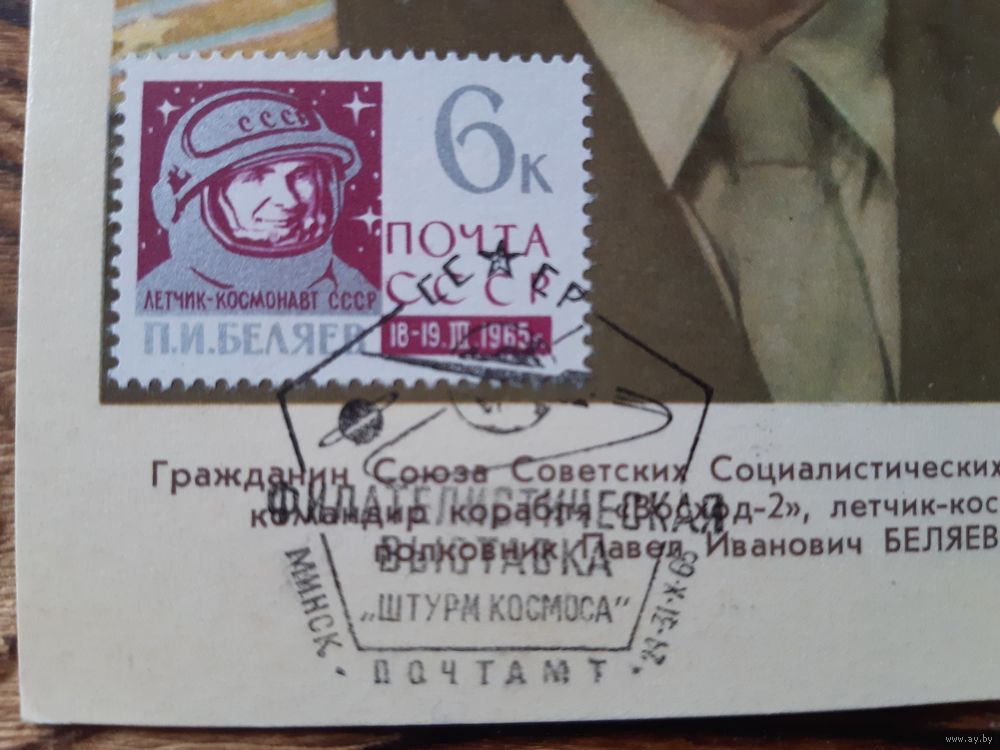 СССР
6к
ПОЧТА
СССР
ЛЕТЧИК-КОСМОНАВТ СССР
П.И.БЕЛЯЕВ
18-19.III.1965г.
Гражданин Союза Советских Социалистических
командир корабля «Восход-2», летчик-кос
полковник Павел Иванович БЕЛЯЕВ
ФИЛАТЕЛИСТИЧЕСКАЯ
ВЫСТАВКА
„ШТУРМ КОСМОСА"
МИНСК · ПОЧТАМТ ·
www.ay.by